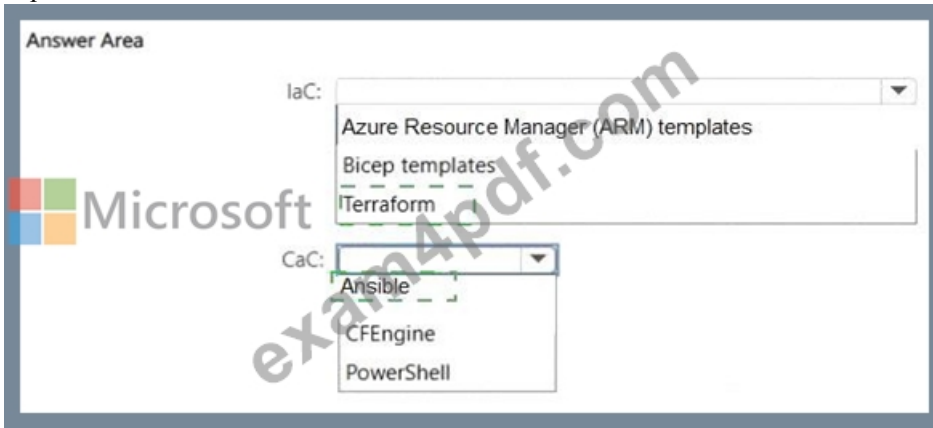 Answer Area
IaC:
Azure Resource Manager (ARM) templates
Bicep templates
Terraform
Microsoft
CaC:
Ansible
CFEngine
PowerShell
exam4pdf.com